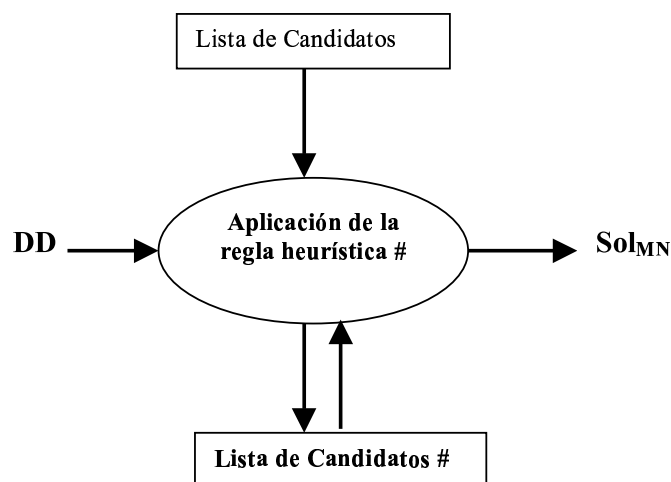 Lista de Candidatos
Aplicación de la
regla heurística #
DD
Sol_MN
Lista de Candidatos #